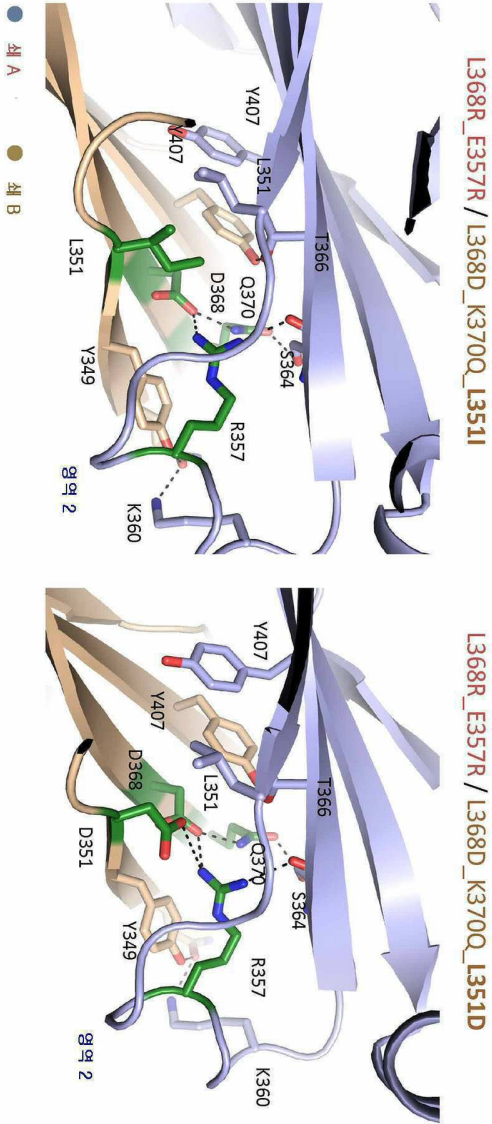 L368R_E357R / L368D_K370Q_L351I
Y407
L351
T366
Y407
Q370
D368
S364
L351
Y349
R357
K360
영역 2
L368R_E357R / L368D_K370Q_L351D
Y407
T366
Y407
L351
D368
Q370
S364
D351
Y349
R357
K360
영역 2
쇄 A
쇄 B